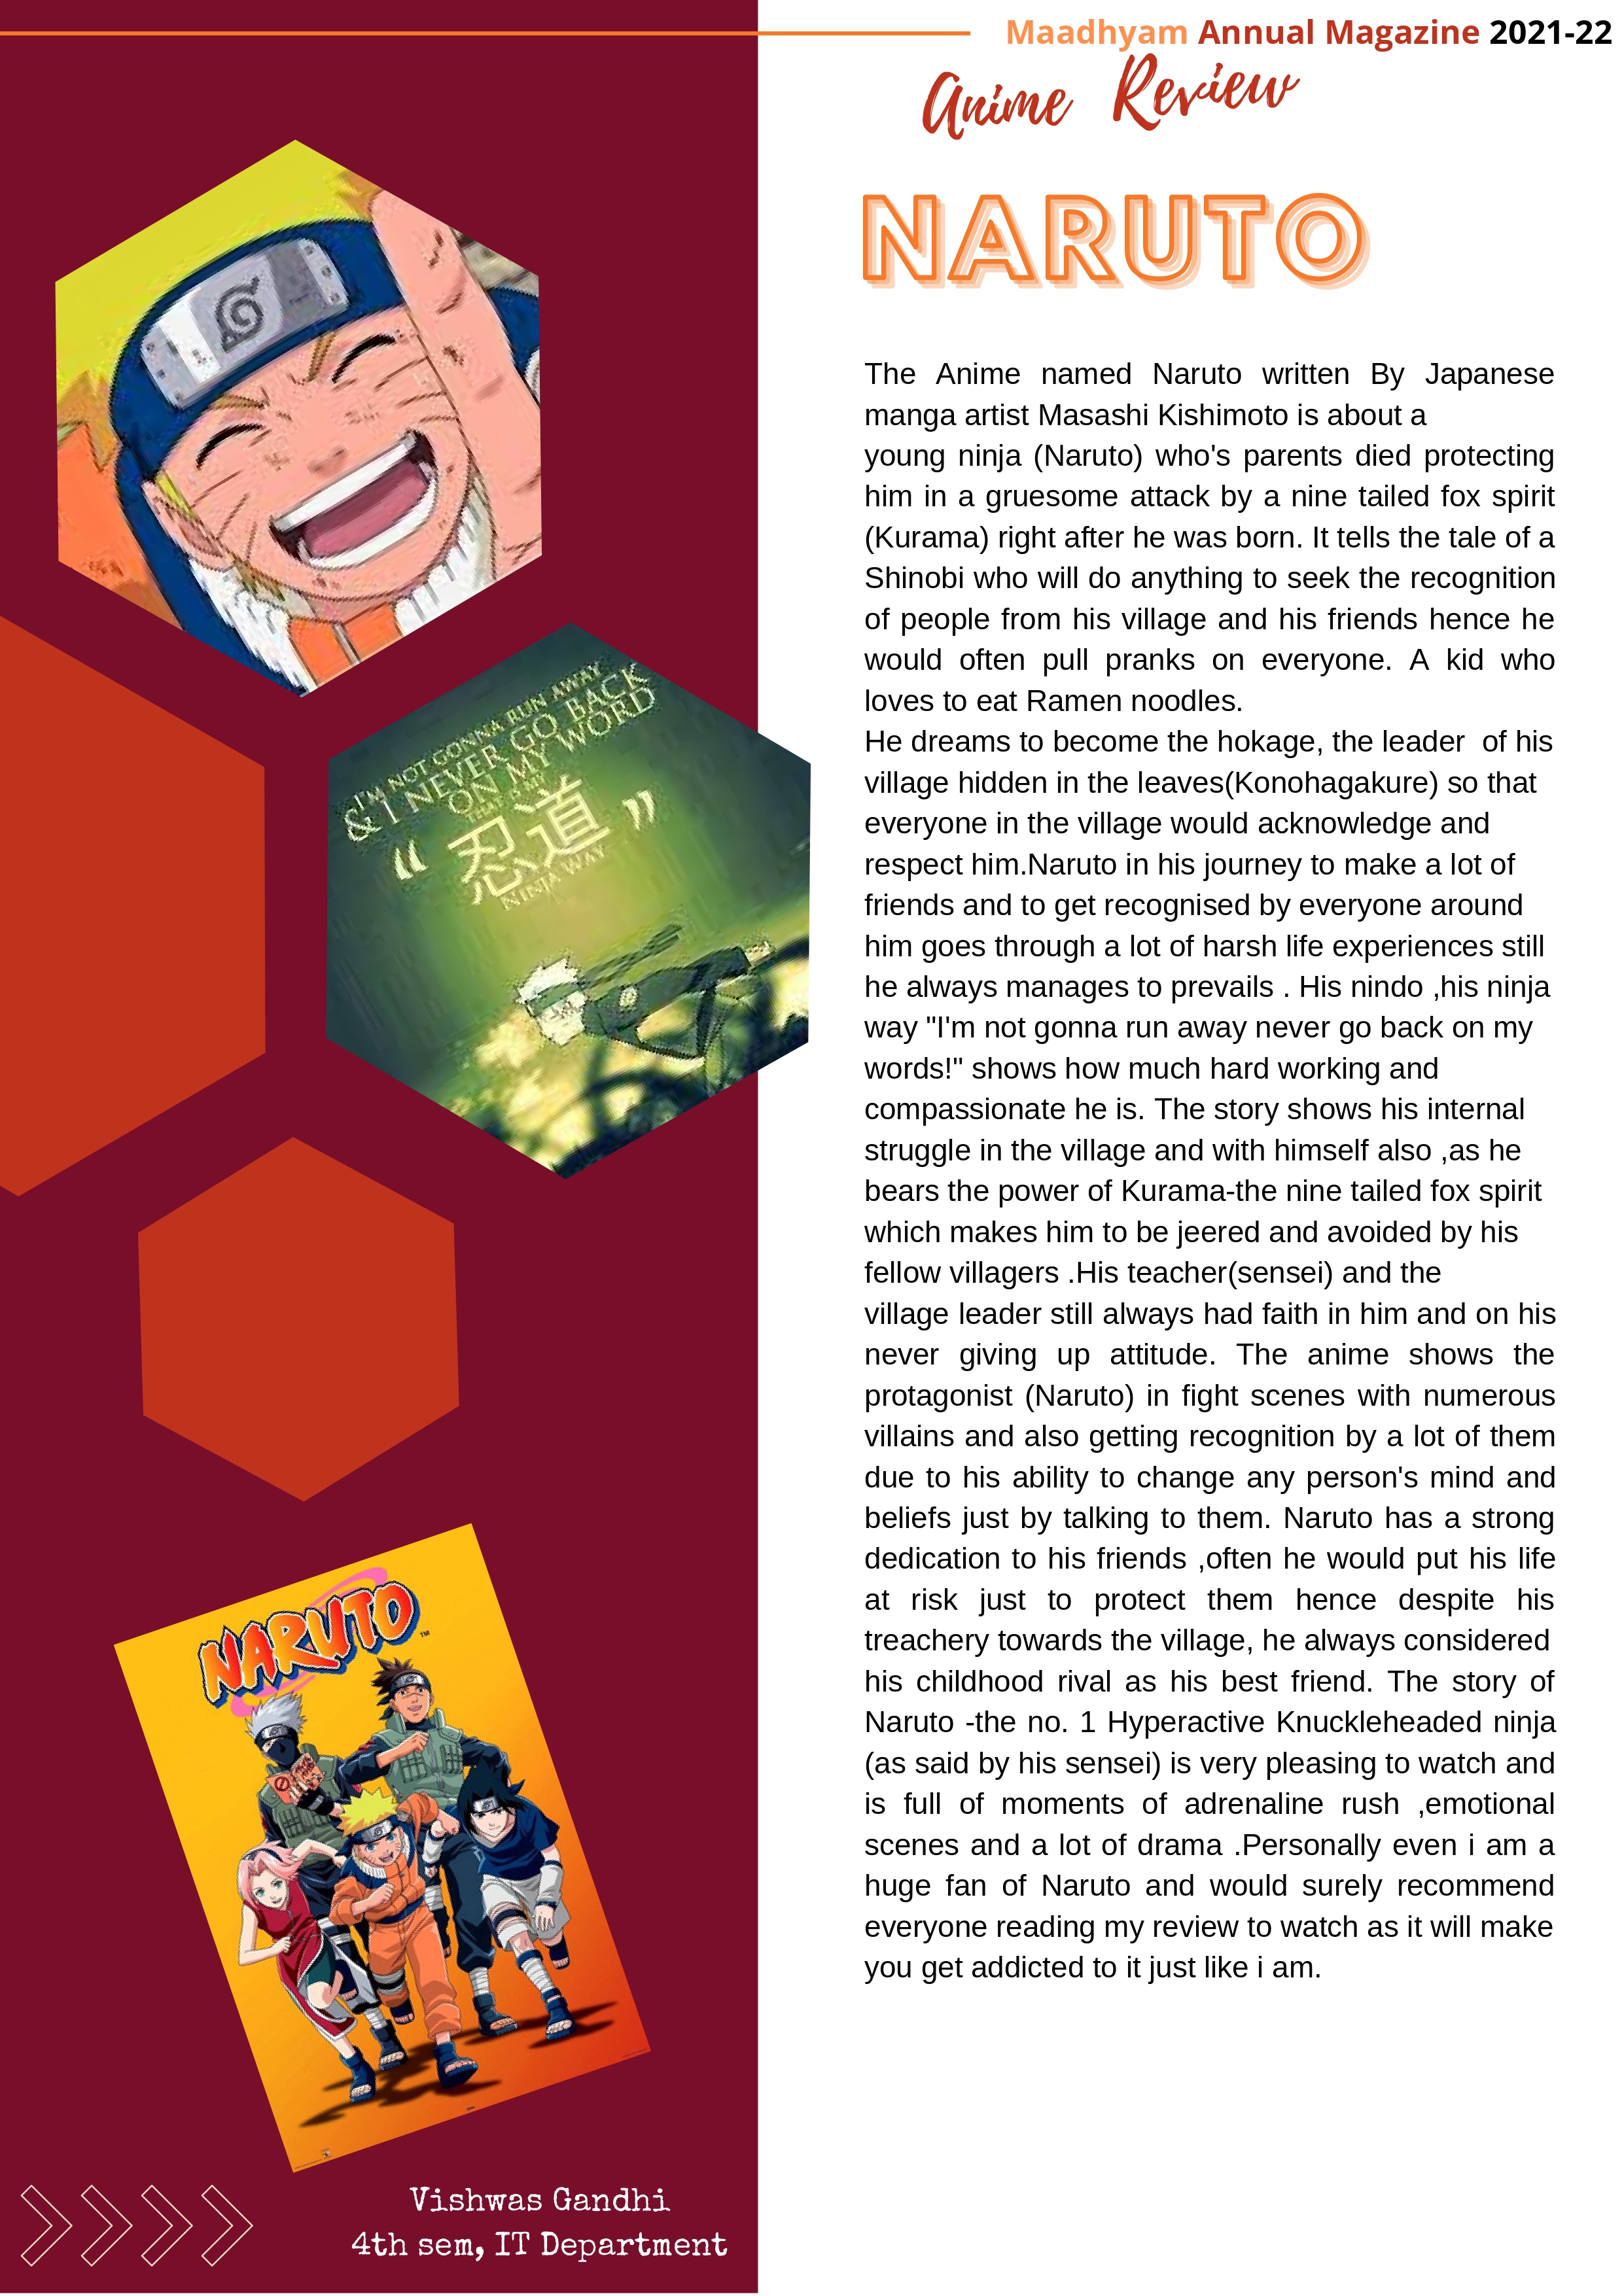 Maadhyam Annual Magazine 2021-22
Anime Review
NARUTO
The Anime named Naruto written By Japanese
manga artist Masashi Kishimoto is about a
young ninja (Naruto) who's parents died protecting
him in a gruesome attack by a nine tailed fox spirit
(Kurama) right after he was born. It tells the tale of a
Shinobi who will do anything to seek the recognition
of people from his village and his friends hence he
would often pull pranks on everyone. A kid who
loves to eat Ramen noodles.
He dreams to become the hokage, the leader  of his
village hidden in the leaves(Konohagakure) so that
everyone in the village would acknowledge and
respect him.Naruto in his journey to make a lot of
friends and to get recognised by everyone around
him goes through a lot of harsh life experiences still
he always manages to prevails . His nindo ,his ninja
way "I'm not gonna run away never go back on my
words!" shows how much hard working and
compassionate he is. The story shows his internal
struggle in the village and with himself also ,as he
bears the power of Kurama-the nine tailed fox spirit
which makes him to be jeered and avoided by his
fellow villagers .His teacher(sensei) and the
village leader still always had faith in him and on his
never giving up attitude. The anime shows the
protagonist (Naruto) in fight scenes with numerous
villains and also getting recognition by a lot of them
due to his ability to change any person's mind and
beliefs just by talking to them. Naruto has a strong
dedication to his friends ,often he would put his life
at risk just to protect them hence despite his
treachery towards the village, he always considered
his childhood rival as his best friend. The story of
Naruto -the no. 1 Hyperactive Knuckleheaded ninja
(as said by his sensei) is very pleasing to watch and
is full of moments of adrenaline rush ,emotional
scenes and a lot of drama .Personally even i am a
huge fan of Naruto and would surely recommend
everyone reading my review to watch as it will make
you get addicted to it just like i am.
I'M NOT GONNA RUN AWAY
& I NEVER GO BACK
ON MY WORD
“ 忍道 ”
NINJA WAY
NARUTO™
Vishwas Gandhi
4th sem, IT Department